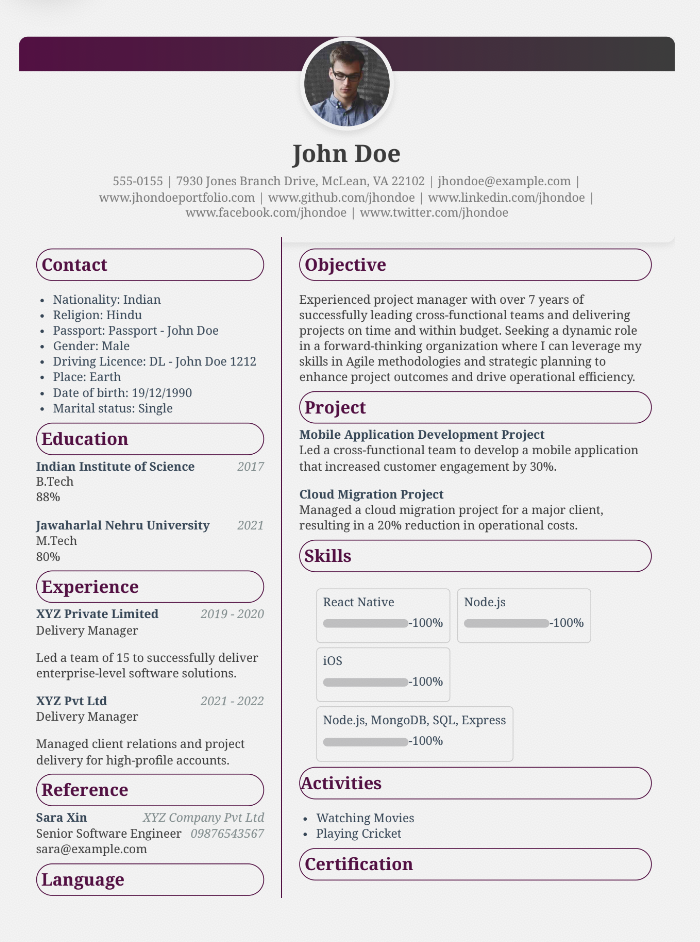 John Doe
555-0155 | 7930 Jones Branch Drive, McLean, VA 22102 | jhondoe@example.com |
www.jhondoeportfolio.com | www.github.com/jhondoe | www.linkedin.com/jhondoe |
www.facebook.com/jhondoe | www.twitter.com/jhondoe
Contact
• Nationality: Indian
• Religion: Hindu
• Passport: Passport - John Doe
• Gender: Male
• Driving Licence: DL - John Doe 1212
• Place: Earth
• Date of birth: 19/12/1990
• Marital status: Single
Education
Indian Institute of Science 2017
B.Tech
88%
Jawaharlal Nehru University 2021
M.Tech
80%
Experience
XYZ Private Limited 2019 - 2020
Delivery Manager
Led a team of 15 to successfully deliver
enterprise-level software solutions.
XYZ Pvt Ltd 2021 - 2022
Delivery Manager
Managed client relations and project
delivery for high-profile accounts.
Reference
Sara Xin XYZ Company Pvt Ltd
Senior Software Engineer 09876543567
sara@example.com
Language
Objective
Experienced project manager with over 7 years of
successfully leading cross-functional teams and delivering
projects on time and within budget. Seeking a dynamic role
in a forward-thinking organization where I can leverage my
skills in Agile methodologies and strategic planning to
enhance project outcomes and drive operational efficiency.
Project
Mobile Application Development Project
Led a cross-functional team to develop a mobile application
that increased customer engagement by 30%.
Cloud Migration Project
Managed a cloud migration project for a major client,
resulting in a 20% reduction in operational costs.
Skills
React Native
-100%
Node.js
-100%
iOS
-100%
Node.js, MongoDB, SQL, Express
-100%
Activities
• Watching Movies
• Playing Cricket
Certification